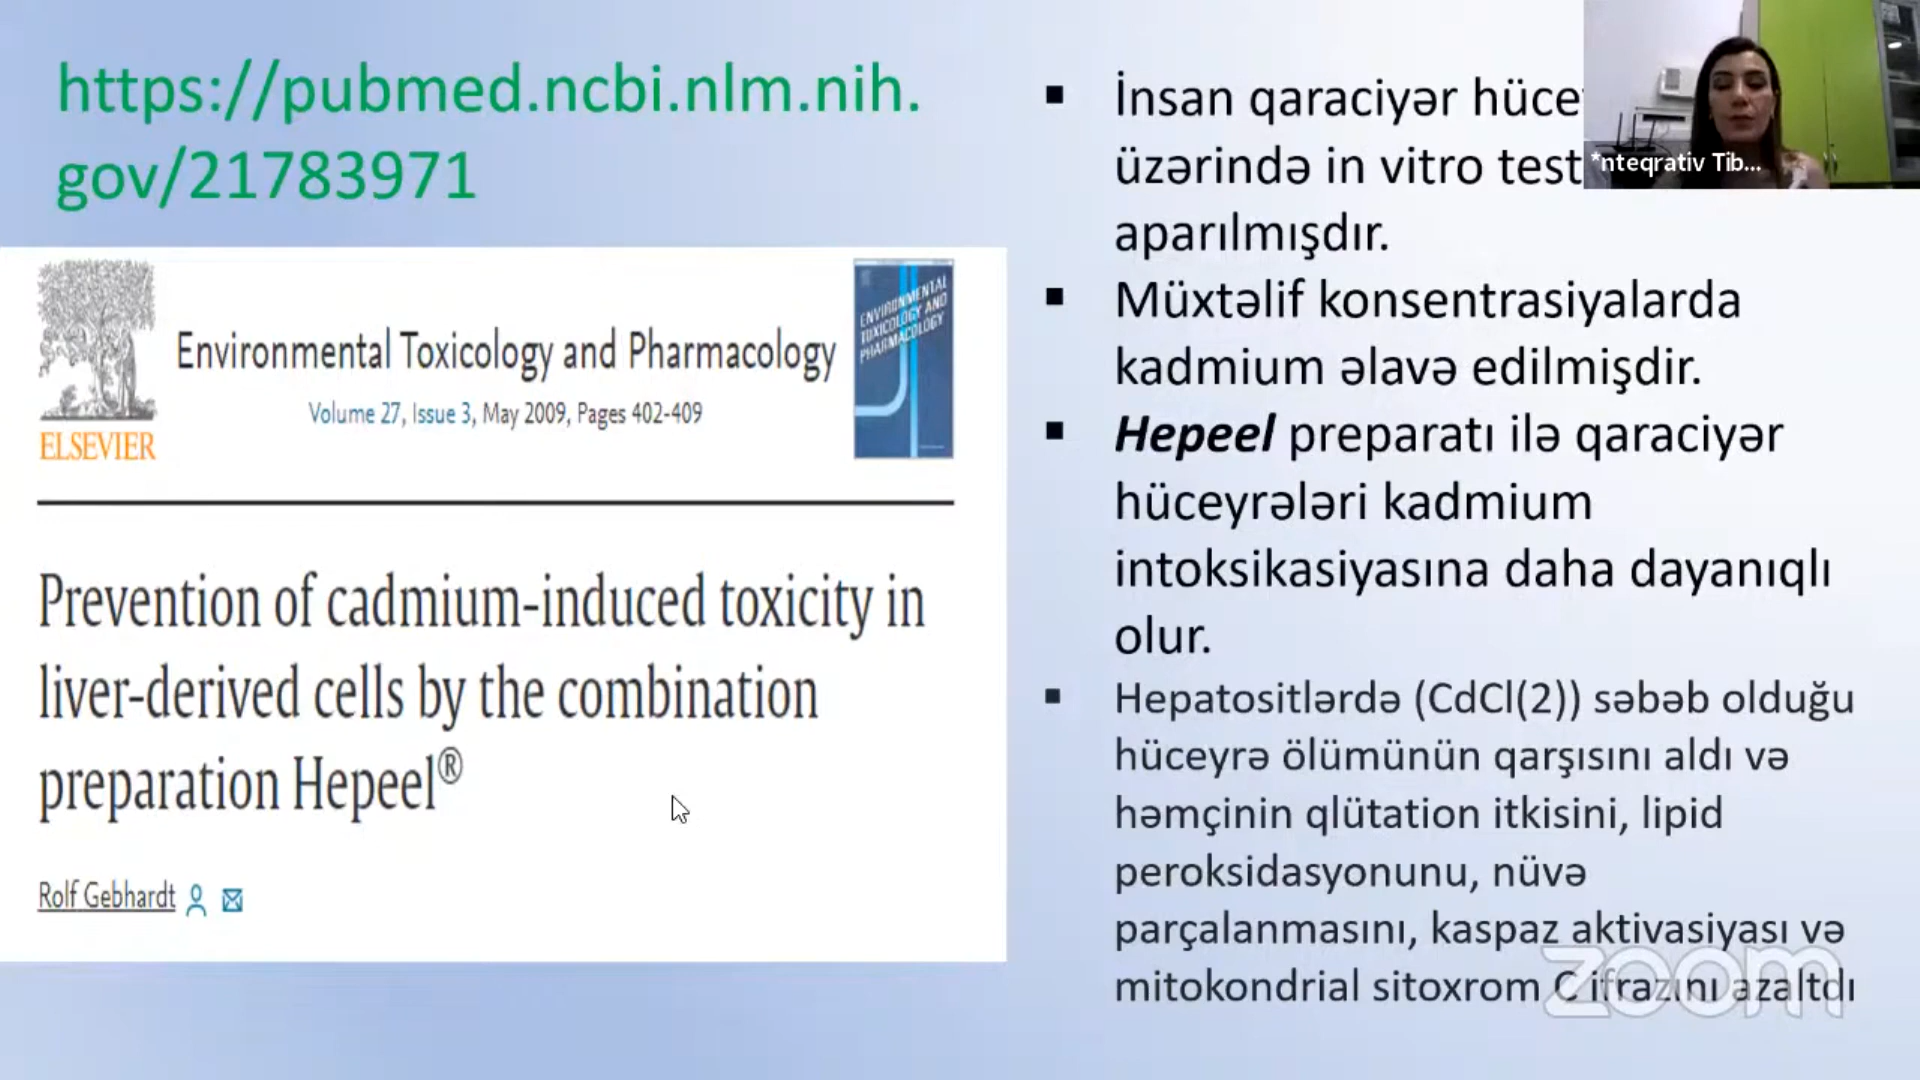 https://pubmed.ncbi.nlm.nih.
gov/21783971
ELSEVIER
Environmental Toxicology and Pharmacology
Volume 27, Issue 3, May 2009, Pages 402-409
ENVIRONMENTAL
TOXICOLOGY AND
PHARMACOLOGY
Prevention of cadmium-induced toxicity in
liver-derived cells by the combination
preparation Hepeel®
Rolf Gebhardt
▪ İnsan qaraciyər
üzərində in vitro test
aparılmışdır.
▪ Müxtəlif konsentrasiyalarda
kadmium əlavə edilmişdir.
▪ Hepeel preparatı ilə qaraciyər
hüceyrələri kadmium
intoksikasiyasına daha dayanıqlı
olur.
▪ Hepatositlərdə (CdCl(2)) səbəb olduğu
hüceyrə ölümünün qarşısını aldı və
həmçinin qlütation itkisini, lipid
peroksidasyonunu, nüvə
parçalanmasını, kaspaz aktivasiyası və
mitokondrial sitoxrom C ifrazını azaltdı
*nteqrativ Tib...
zoom